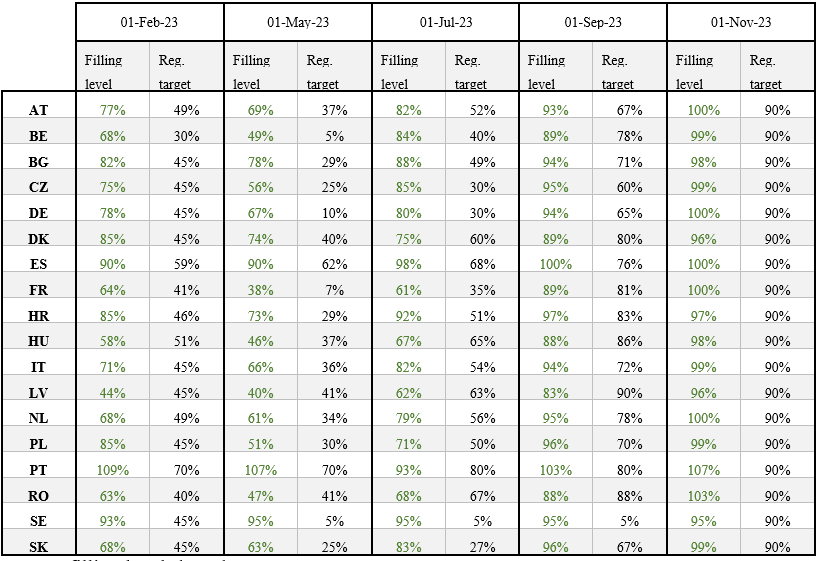 01-Feb-23 01-May-23 01-Jul-23 01-Sep-23 01-Nov-23
Filling level Reg. target Filling level Reg. target Filling level Reg. target Filling level Reg. target Filling level Reg. target
AT 77% 49% 69% 37% 82% 52% 93% 67% 100% 90%
BE 68% 30% 49% 5% 84% 40% 89% 78% 99% 90%
BG 82% 45% 78% 29% 88% 49% 94% 71% 98% 90%
CZ 75% 45% 56% 25% 85% 30% 95% 60% 99% 90%
DE 78% 45% 67% 10% 80% 30% 94% 65% 100% 90%
DK 85% 45% 74% 40% 75% 60% 89% 80% 96% 90%
ES 90% 59% 90% 62% 98% 68% 100% 76% 100% 90%
FR 64% 41% 38% 7% 61% 35% 89% 81% 100% 90%
HR 85% 46% 73% 29% 92% 51% 97% 83% 97% 90%
HU 58% 51% 46% 37% 67% 65% 88% 86% 98% 90%
IT 71% 45% 66% 36% 82% 54% 94% 72% 99% 90%
LV 44% 45% 40% 41% 62% 63% 83% 90% 96% 90%
NL 68% 49% 61% 34% 79% 56% 95% 78% 100% 90%
PL 85% 45% 51% 30% 71% 50% 96% 70% 99% 90%
PT 109% 70% 107% 70% 93% 80% 103% 80% 107% 90%
RO 63% 40% 47% 41% 68% 67% 88% 88% 103% 90%
SE 93% 45% 95% 5% 95% 5% 95% 5% 95% 90%
SK 68% 45% 63% 25% 83% 27% 96% 67% 99% 90%